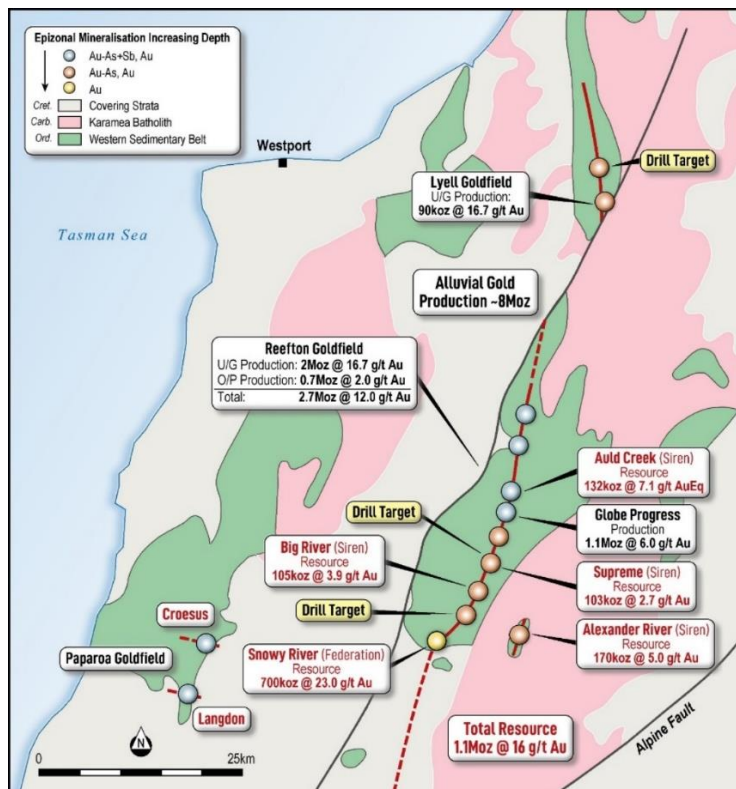 Epizonal Mineralisation Increasing Depth
Au-As+Sb, Au
Au-As, Au
Au
Cret. Covering Strata
Carb. Karamea Batholith
Ord. Western Sedimentary Belt
Westport
Tasman Sea
Drill Target
Lyell Goldfield
U/G Production:
90koz @ 16.7 g/t Au
Alluvial Gold
Production ~8Moz
Reefton Goldfield
U/G Production: 2Moz @ 16.7 g/t Au
O/P Production: 0.7Moz @ 2.0 g/t Au
Total: 2.7Moz @ 12.0 g/t Au
Auld Creek (Siren)
Resource
132koz @ 7.1 g/t AuEq
Drill Target
Globe Progress
Production
1.1Moz @ 6.0 g/t Au
Big River (Siren)
Resource
105koz @ 3.9 g/t Au
Supreme (Siren)
Resource
103koz @ 2.7 g/t Au
Drill Target
Croesus
Paparoa Goldfield
Snowy River (Federation)
Resource
700koz @ 23.0 g/t Au
Alexander River (Siren)
Resource
170koz @ 5.0 g/t Au
Langdon
Total Resource
1.1Moz @ 16 g/t Au
Alpine Fault
N
0 25km